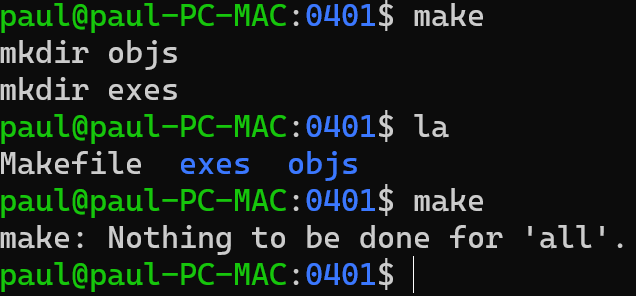 paul@paul-PC-MAC:0401$ make
mkdir objs
mkdir exes
paul@paul-PC-MAC:0401$ la
Makefile  exes  objs
paul@paul-PC-MAC:0401$ make
make: Nothing to be done for 'all'.
paul@paul-PC-MAC:0401$